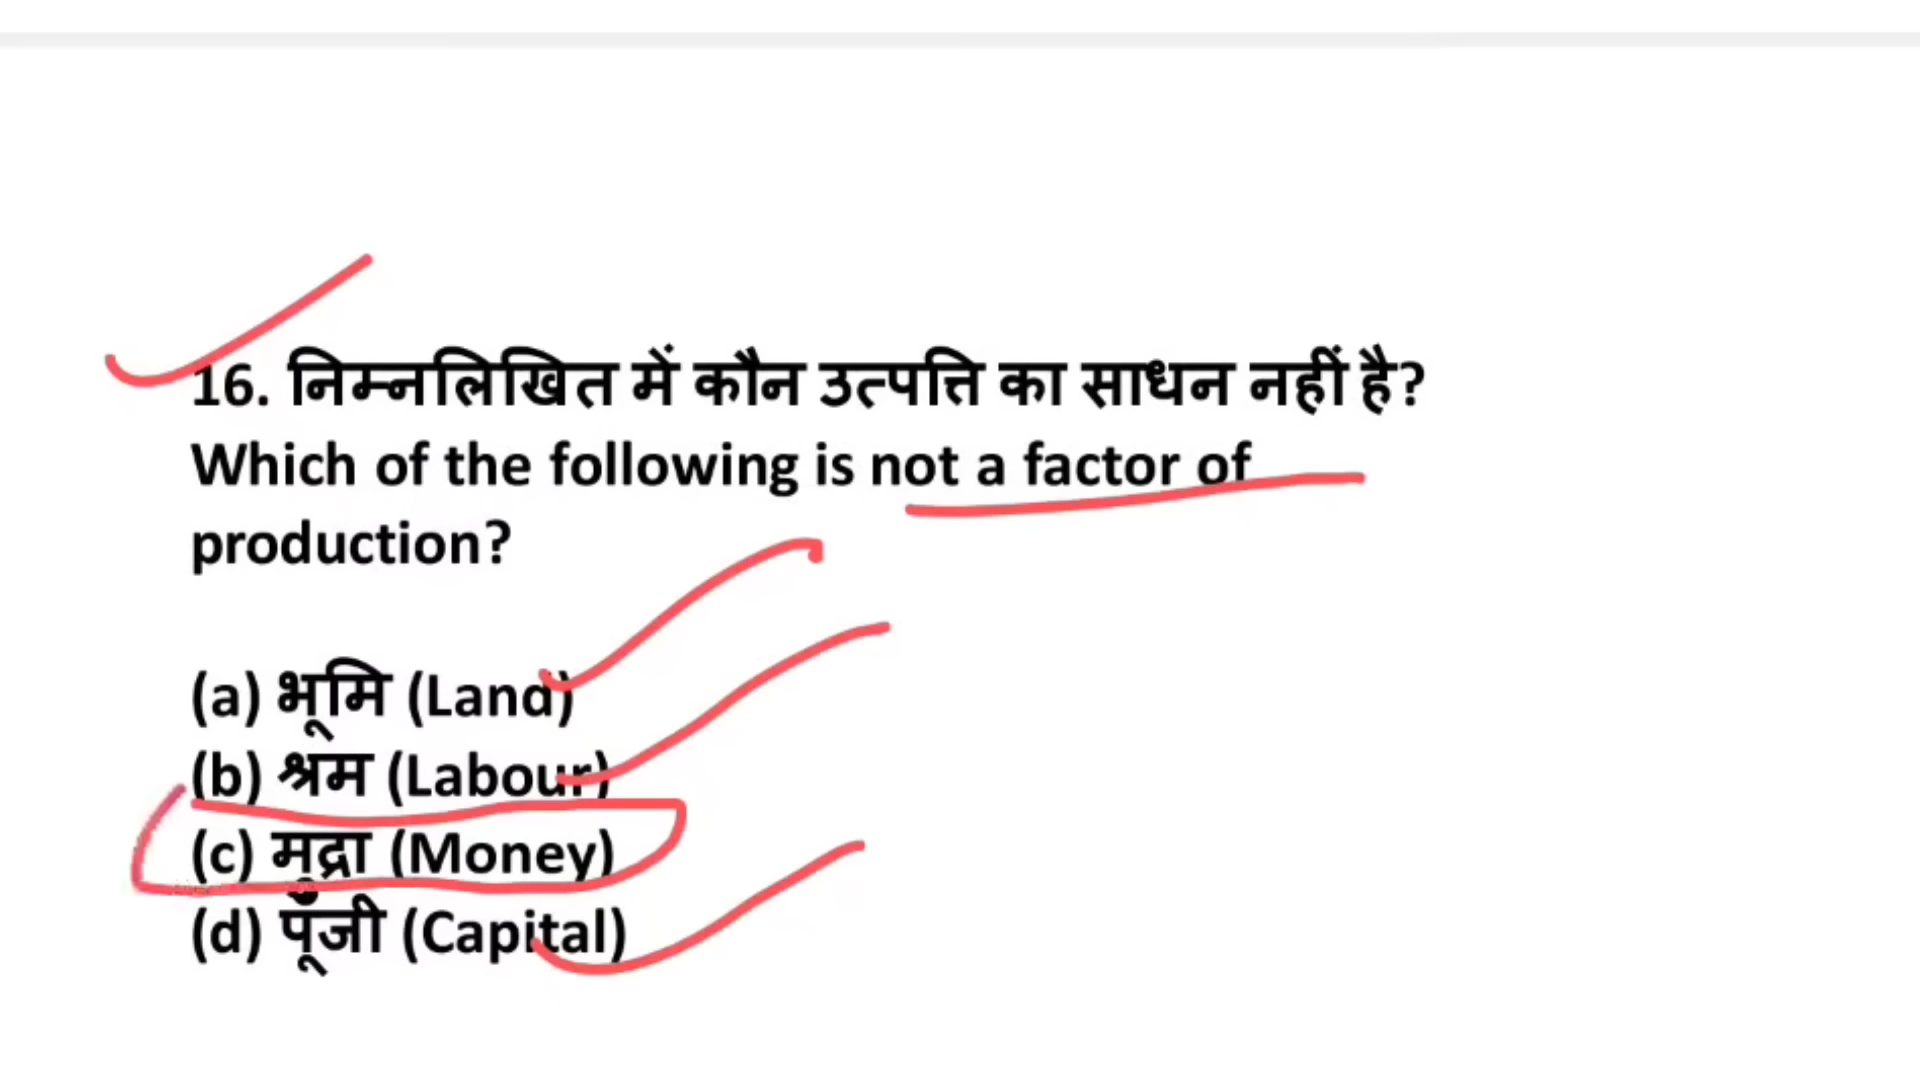 16. निम्नलिखित में कौन उत्पत्ति का साधन नहीं है?
Which of the following is not a factor of
production?
(a) भूमि (Land)
(b) श्रम (Labour)
(c) मुद्रा (Money)
(d) पूँजी (Capital)